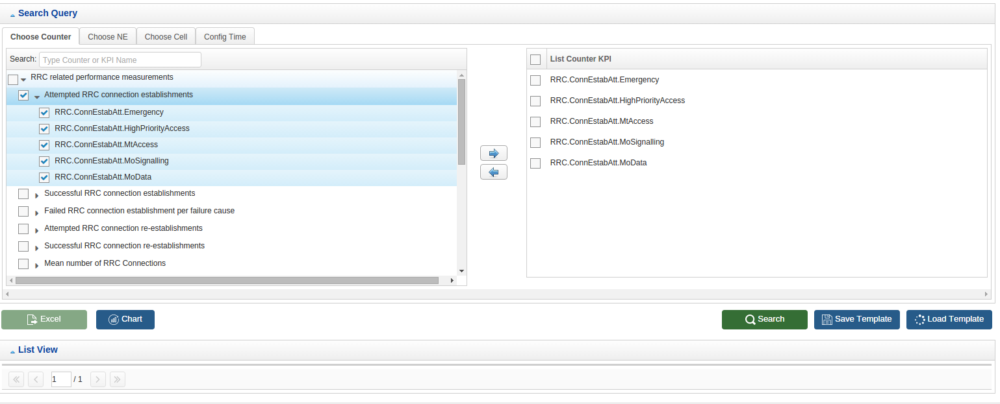 Search Query
Choose Counter
Choose NE
Choose Cell
Config Time
Search: Type Counter or KPI Name
RRC related performance measurements
Attempted RRC connection establishments
RRC.ConnEstabAtt.Emergency
RRC.ConnEstabAtt.HighPriorityAccess
RRC.ConnEstabAtt.MtAccess
RRC.ConnEstabAtt.MoSignalling
RRC.ConnEstabAtt.MoData
Successful RRC connection establishments
Failed RRC connection establishment per failure cause
Attempted RRC connection re-establishments
Successful RRC connection re-establishments
Mean number of RRC Connections
List Counter KPI
RRC.ConnEstabAtt.Emergency
RRC.ConnEstabAtt.HighPriorityAccess
RRC.ConnEstabAtt.MtAccess
RRC.ConnEstabAtt.MoSignalling
RRC.ConnEstabAtt.MoData
Excel
Chart
Search
Save Template
Load Template
List View
1 / 1